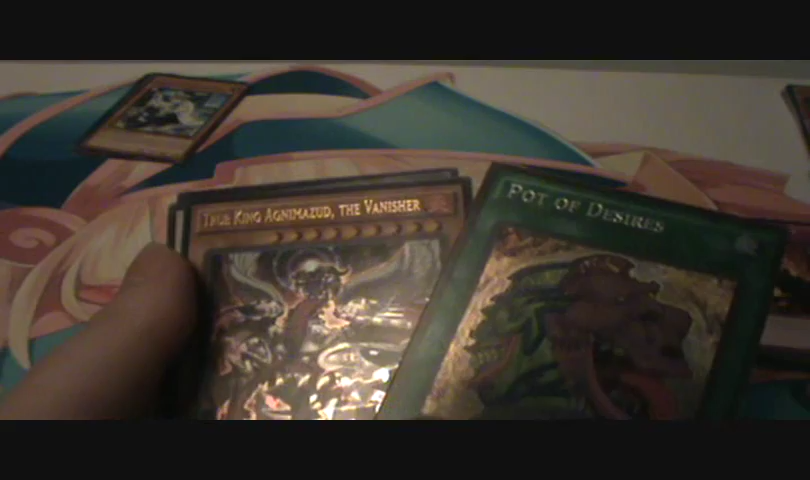 TRUE KING AGNIMAZUD, THE VANISHER
POT OF DESIRES